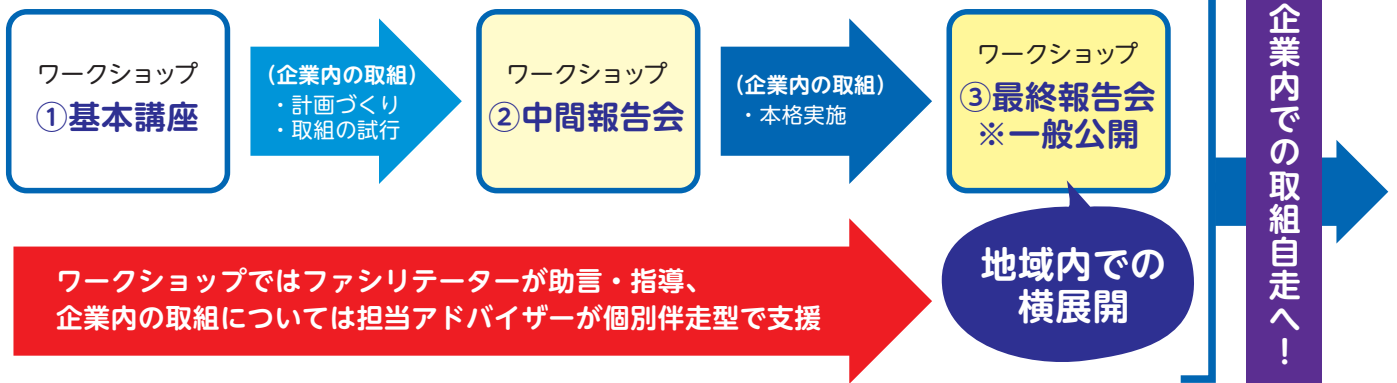 ワークショップ
①基本講座
(企業内の取組)
・計画づくり
・取組の試行
ワークショップ
②中間報告会
(企業内の取組)
・本格実施
ワークショップ
③最終報告会
※一般公開
地域内での
横展開
ワークショップではファシリテーターが助言・指導、
企業内の取組については担当アドバイザーが個別伴走型で支援
企業内での取組自走へ！